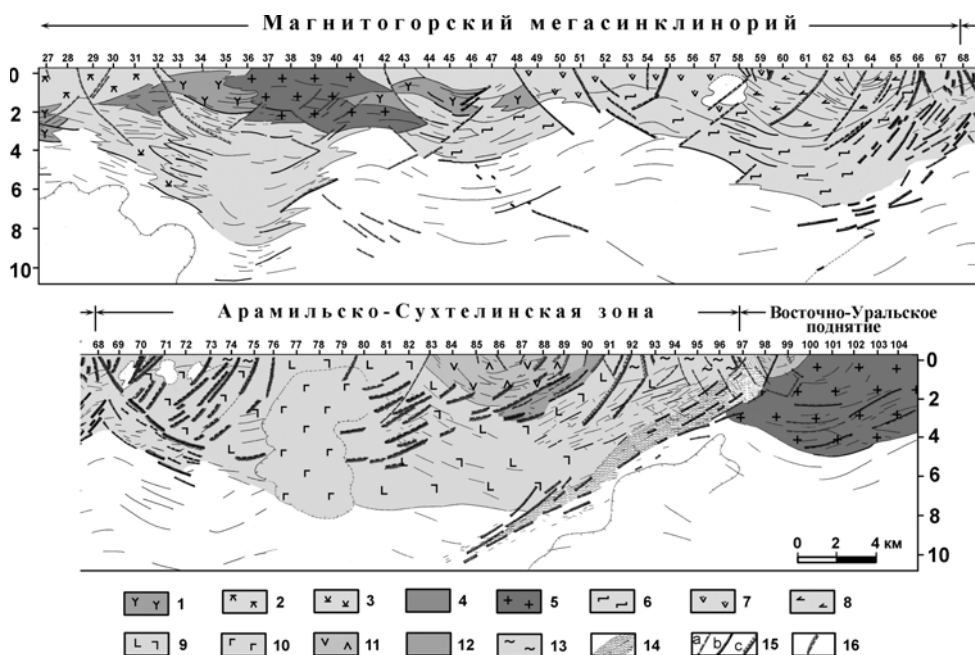 Магнитогорский мегасинклинорий
27 28 29 30 31 32 33 34 35 36 37 38 39 40 41 42 43 44 45 46 47 48 49 50 51 52 53 54 55 56 57 58 59 60 61 62 63 64 65 66 67 68
0 0
2 2
4 4
6 6
8 8
10 10
Арамильско-Сухтелинская зона Восточно-Уральское
поднятие
68 69 70 71 72 73 74 75 76 77 78 79 80 81 82 83 84 85 86 87 88 89 90 91 92 93 94 95 96 97 98 99 100 102 103 104
0
2
4
6
8
10
0 2 4 км
1 2 3 4 5 6 7 8
9 10 11 12 13 14 a b c 15 16